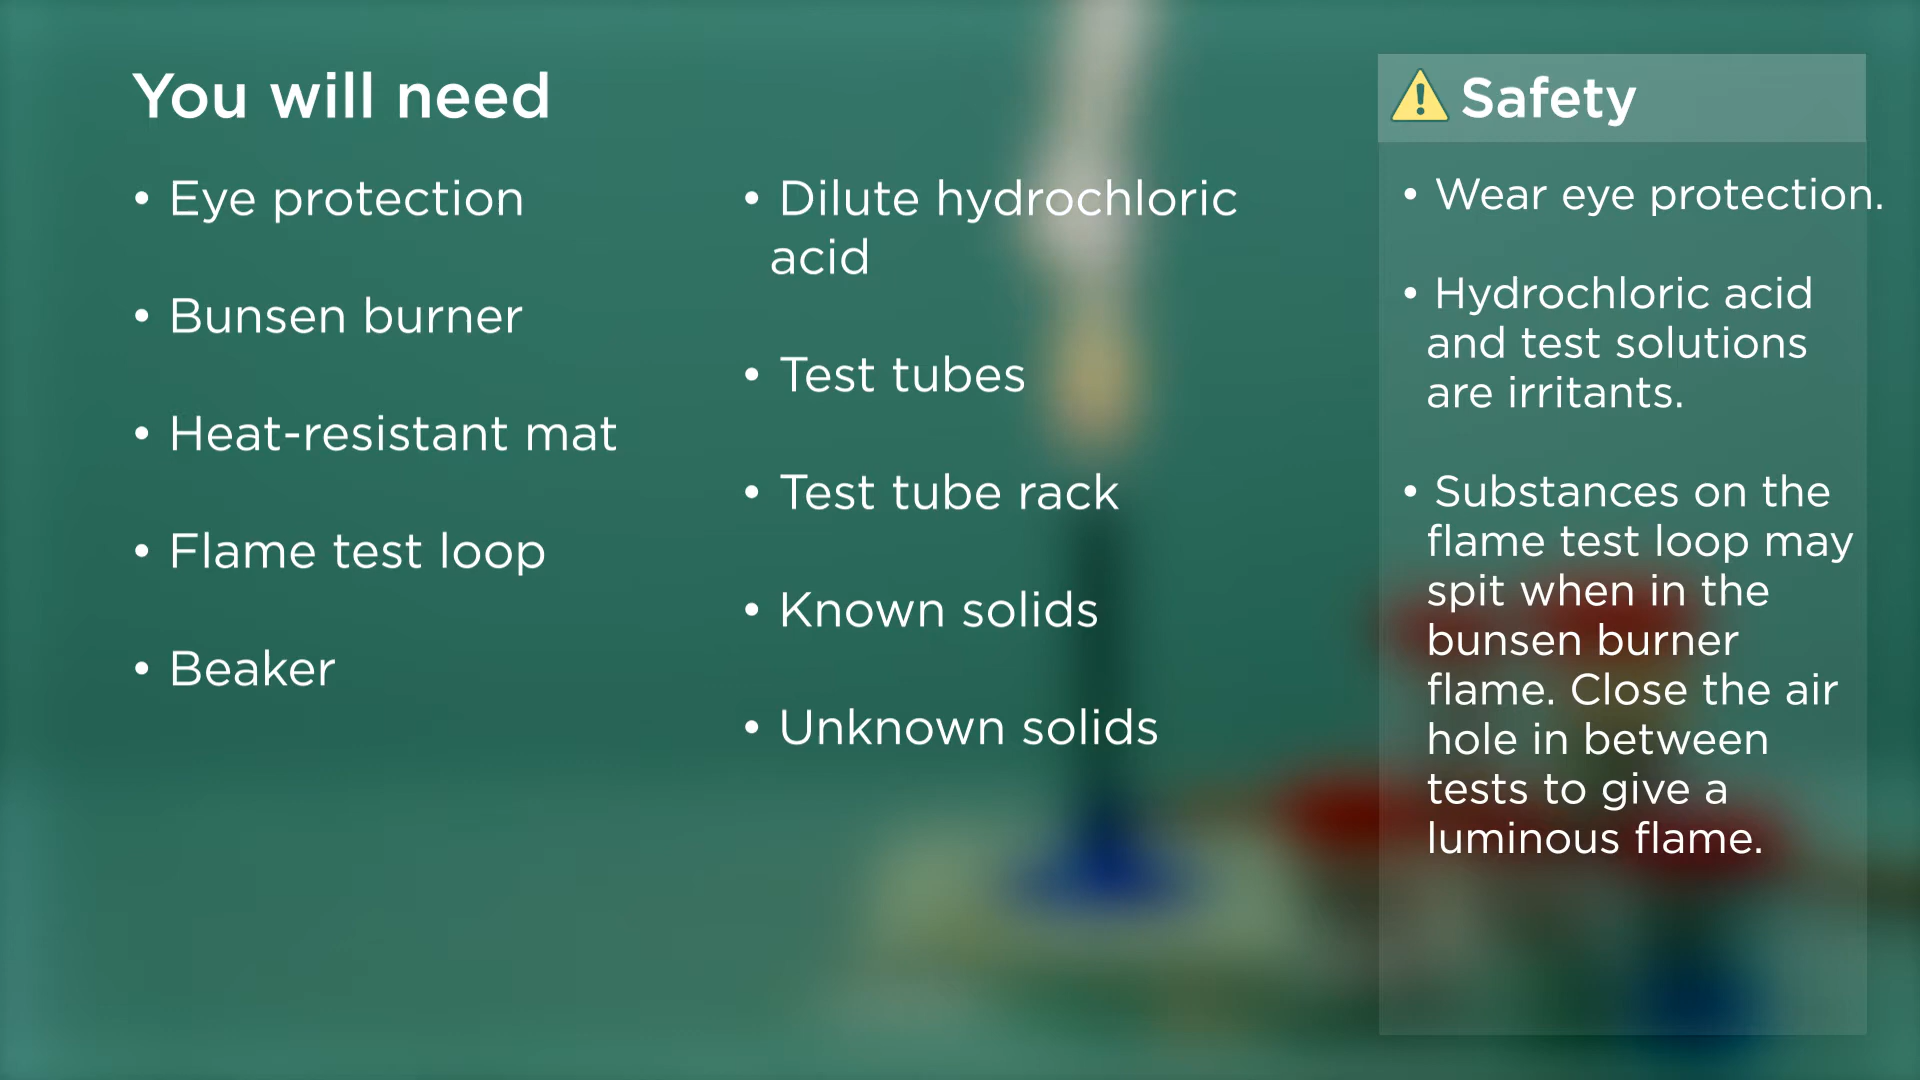 You will need
• Eye protection
• Bunsen burner
• Heat-resistant mat
• Flame test loop
• Beaker
• Dilute hydrochloric
acid
• Test tubes
• Test tube rack
• Known solids
• Unknown solids
Safety
• Wear eye protection.
• Hydrochloric acid
and test solutions
are irritants.
• Substances on the
flame test loop may
spit when in the
bunsen burner
flame. Close the air
hole in between
tests to give a
luminous flame.